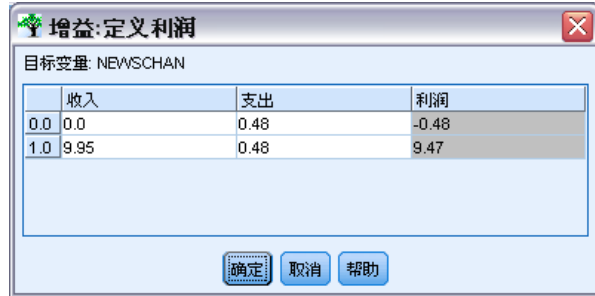 增益:定义利润
目标变量: NEWSCHAN
收入 支出 利润
0.0 0.0 0.48 -0.48
1.0 9.95 0.48 9.47
确定 取消 帮助